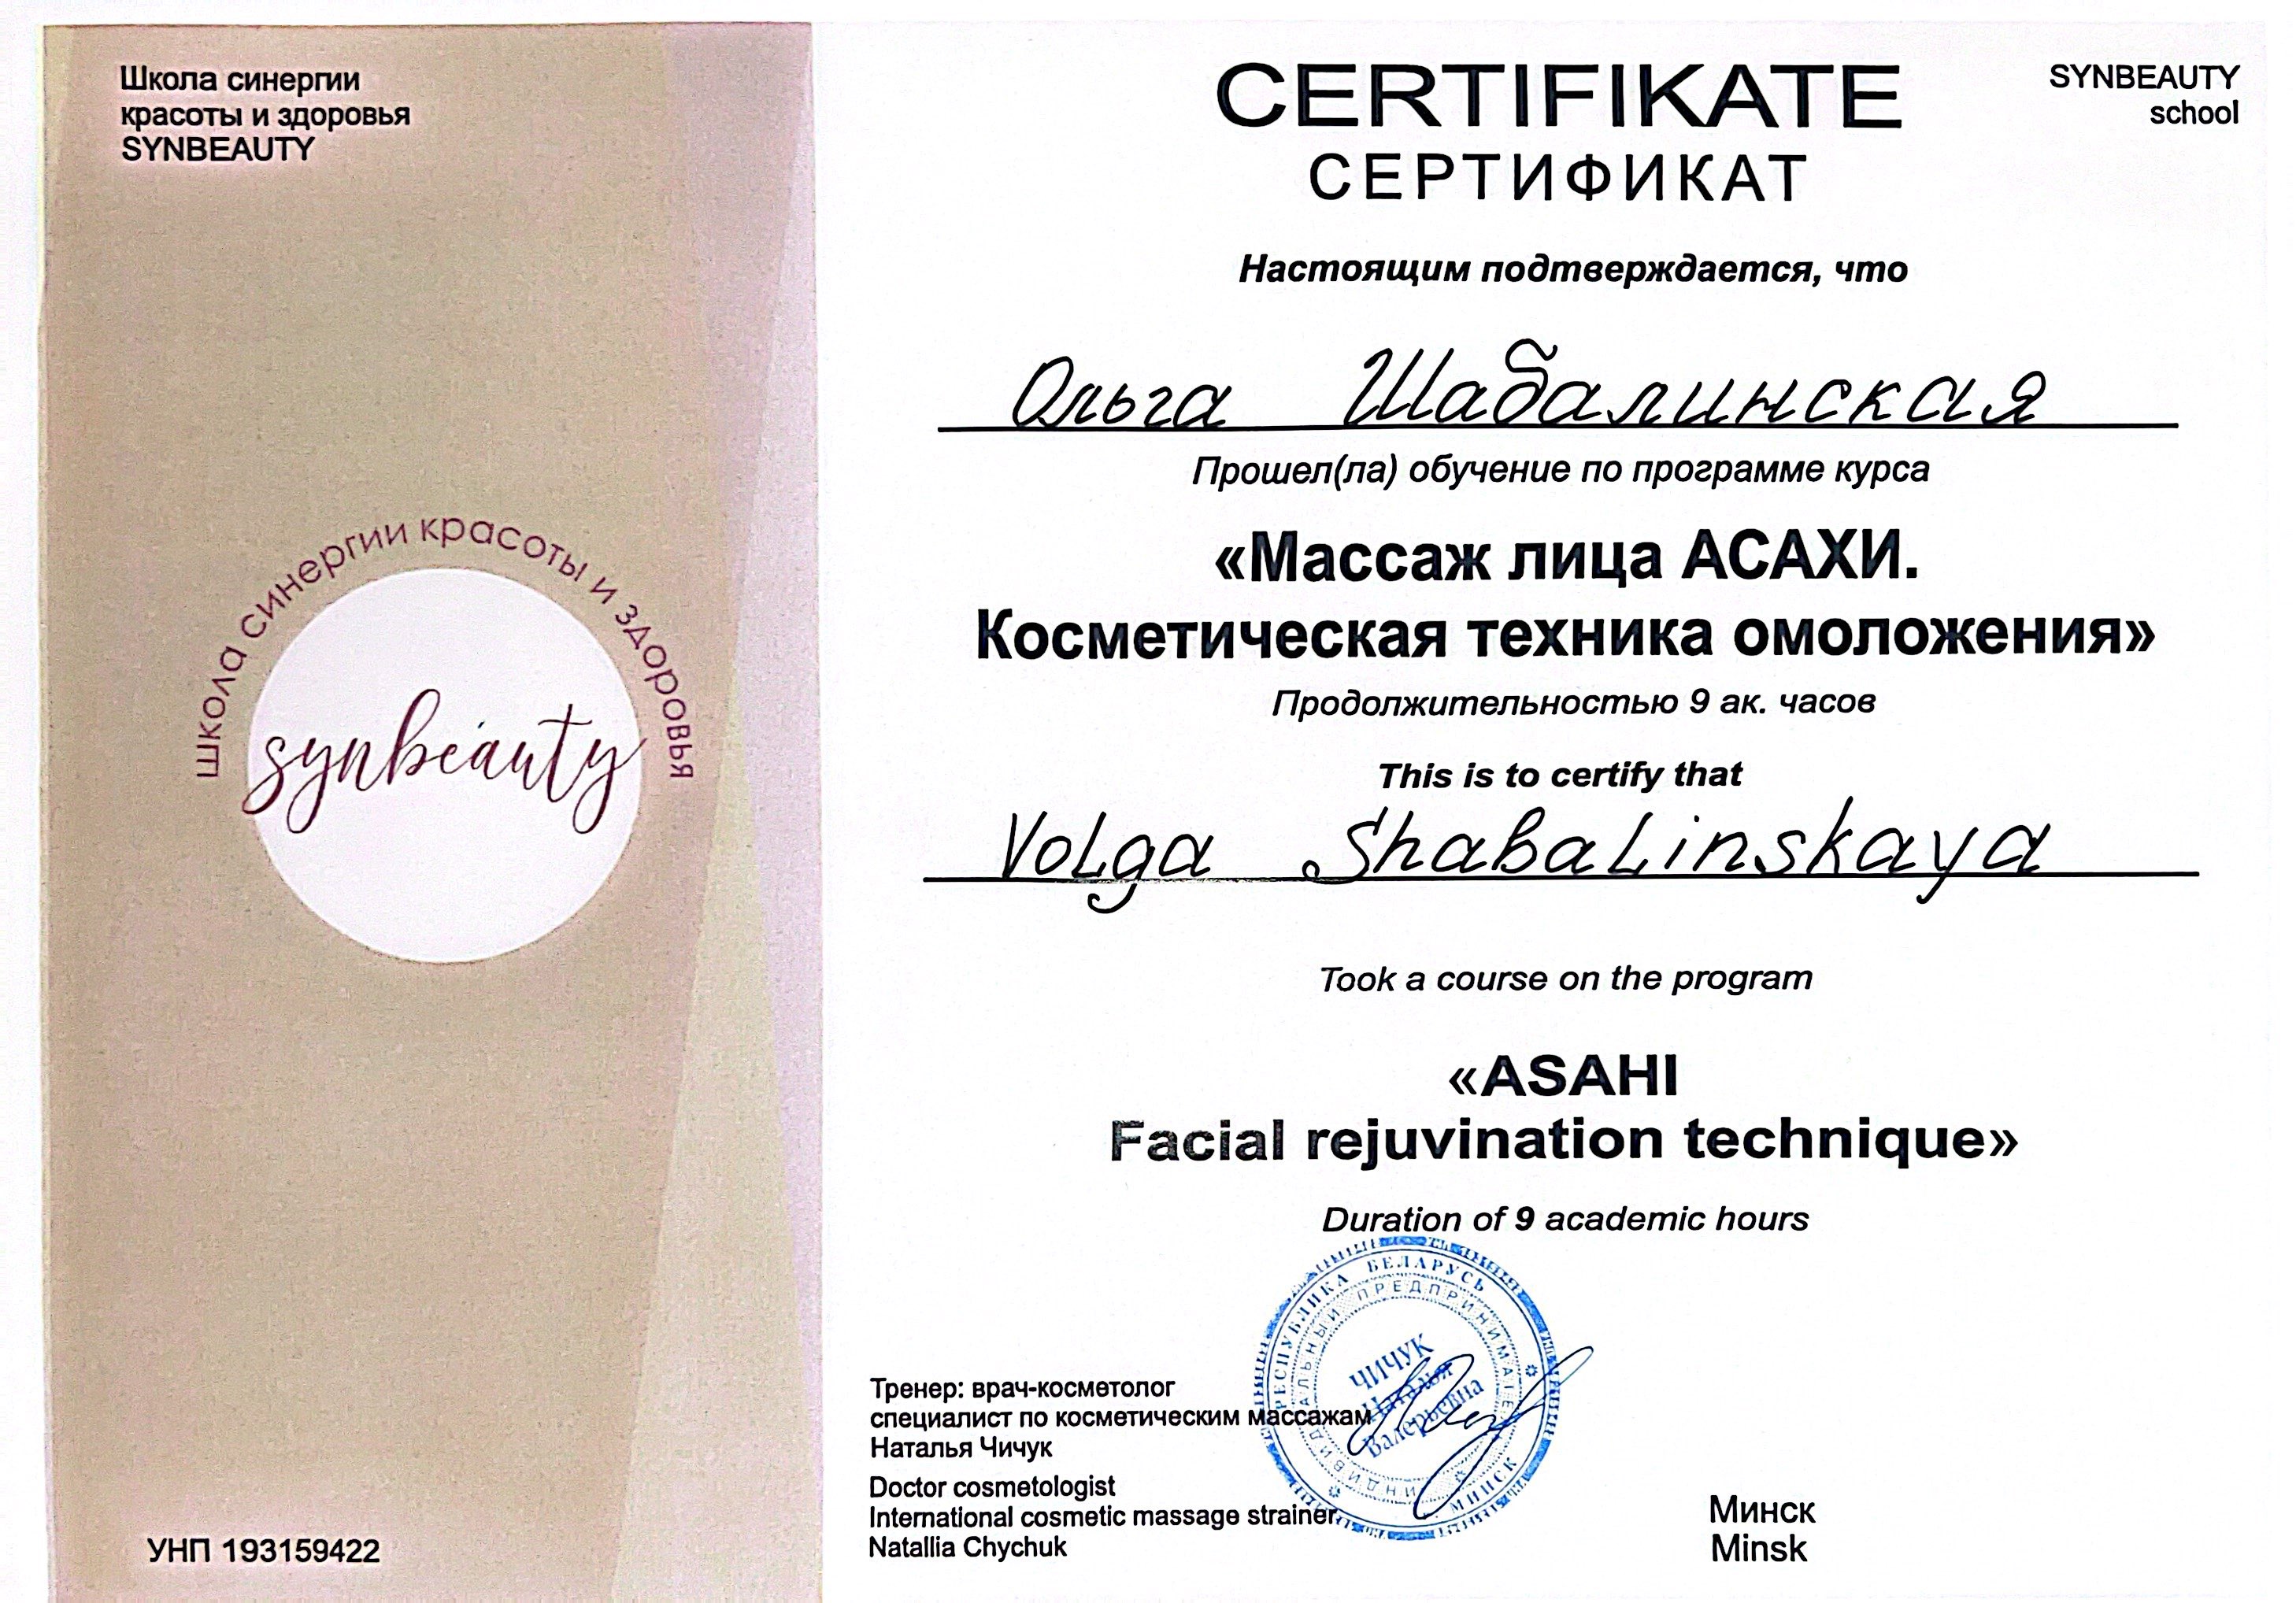 Школа синергии
красоты и здоровья
SYNBEAUTY
школа синергии красоты и здоровья
synbeauty
УНП 193159422
SYNBEAUTY
school
CERTIFIKATE
СЕРТИФИКАТ
Настоящим подтверждается, что
Ольга Шабалинская
Прошел(ла) обучение по программе курса
«Массаж лица АСАХИ.
Косметическая техника омоложения»
Продолжительностью 9 ак. часов
This is to certify that
Volga Shabalinskaya
Took a course on the program
«ASAHI
Facial rejuvination technique»
Duration of 9 academic hours
РЕСПУБЛИКА БЕЛАРУСЬ
ИНДИВИДУАЛЬНЫЙ ПРЕДПРИНИМАТЕЛЬ
ЧИЧУК
Наталья
Валерьевна
МИНСК
Тренер: врач-косметолог
специалист по косметическим массажам
Наталья Чичук
Doctor cosmetologist
International cosmetic massage strainer
Natallia Chychuk
Минск
Minsk